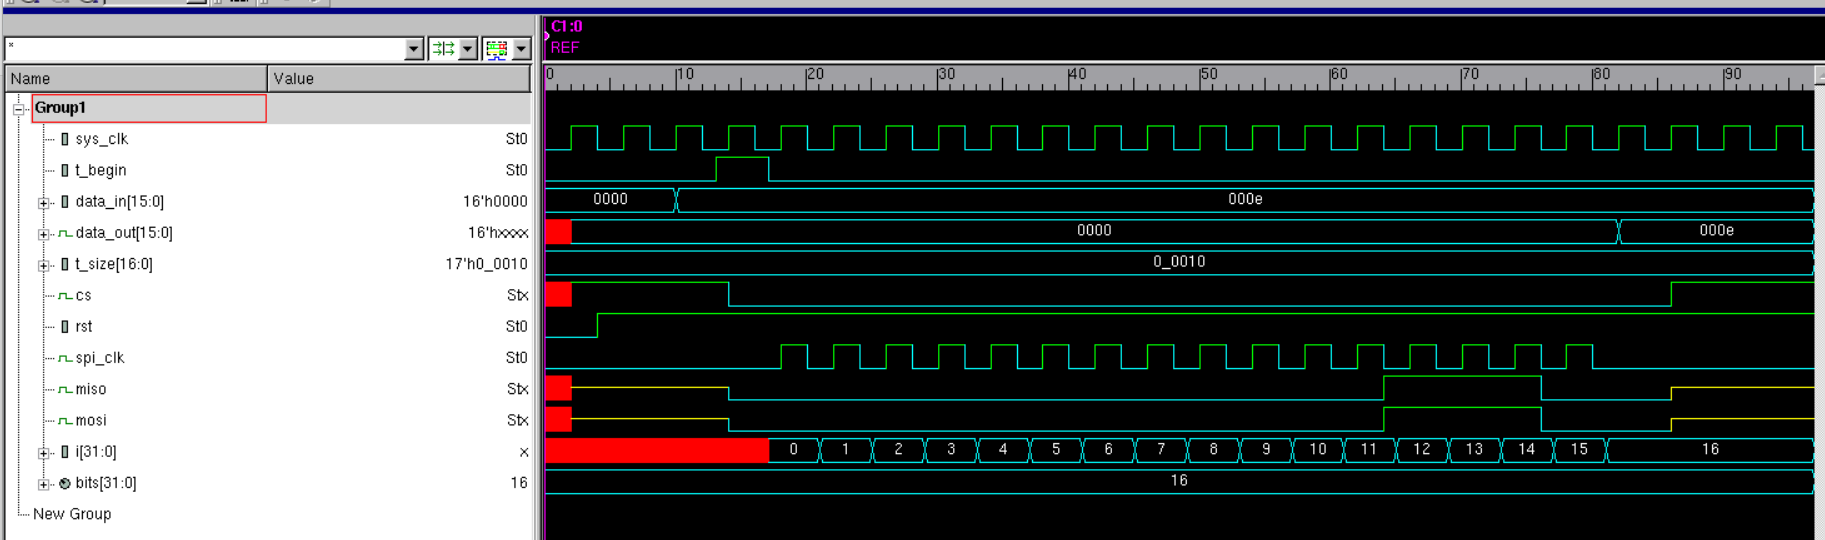 C1:0
*
REF
0 10 20 30 40 50 60 70 80 90
Name Value
Group1
sys_clk St0
t_begin St0
data_in[15:0] 16'h0000 0000 000e
data_out[15:0] 16'hxxxx 0000 000e
t_size[16:0] 17'h0_0010 0_0010
cs Stx
rst St0
spi_clk St0
miso Stx
mosi Stx
i[31:0] x 0 1 2 3 4 5 6 7 8 9 10 11 12 13 14 15 16
bits[31:0] 16 16
New Group